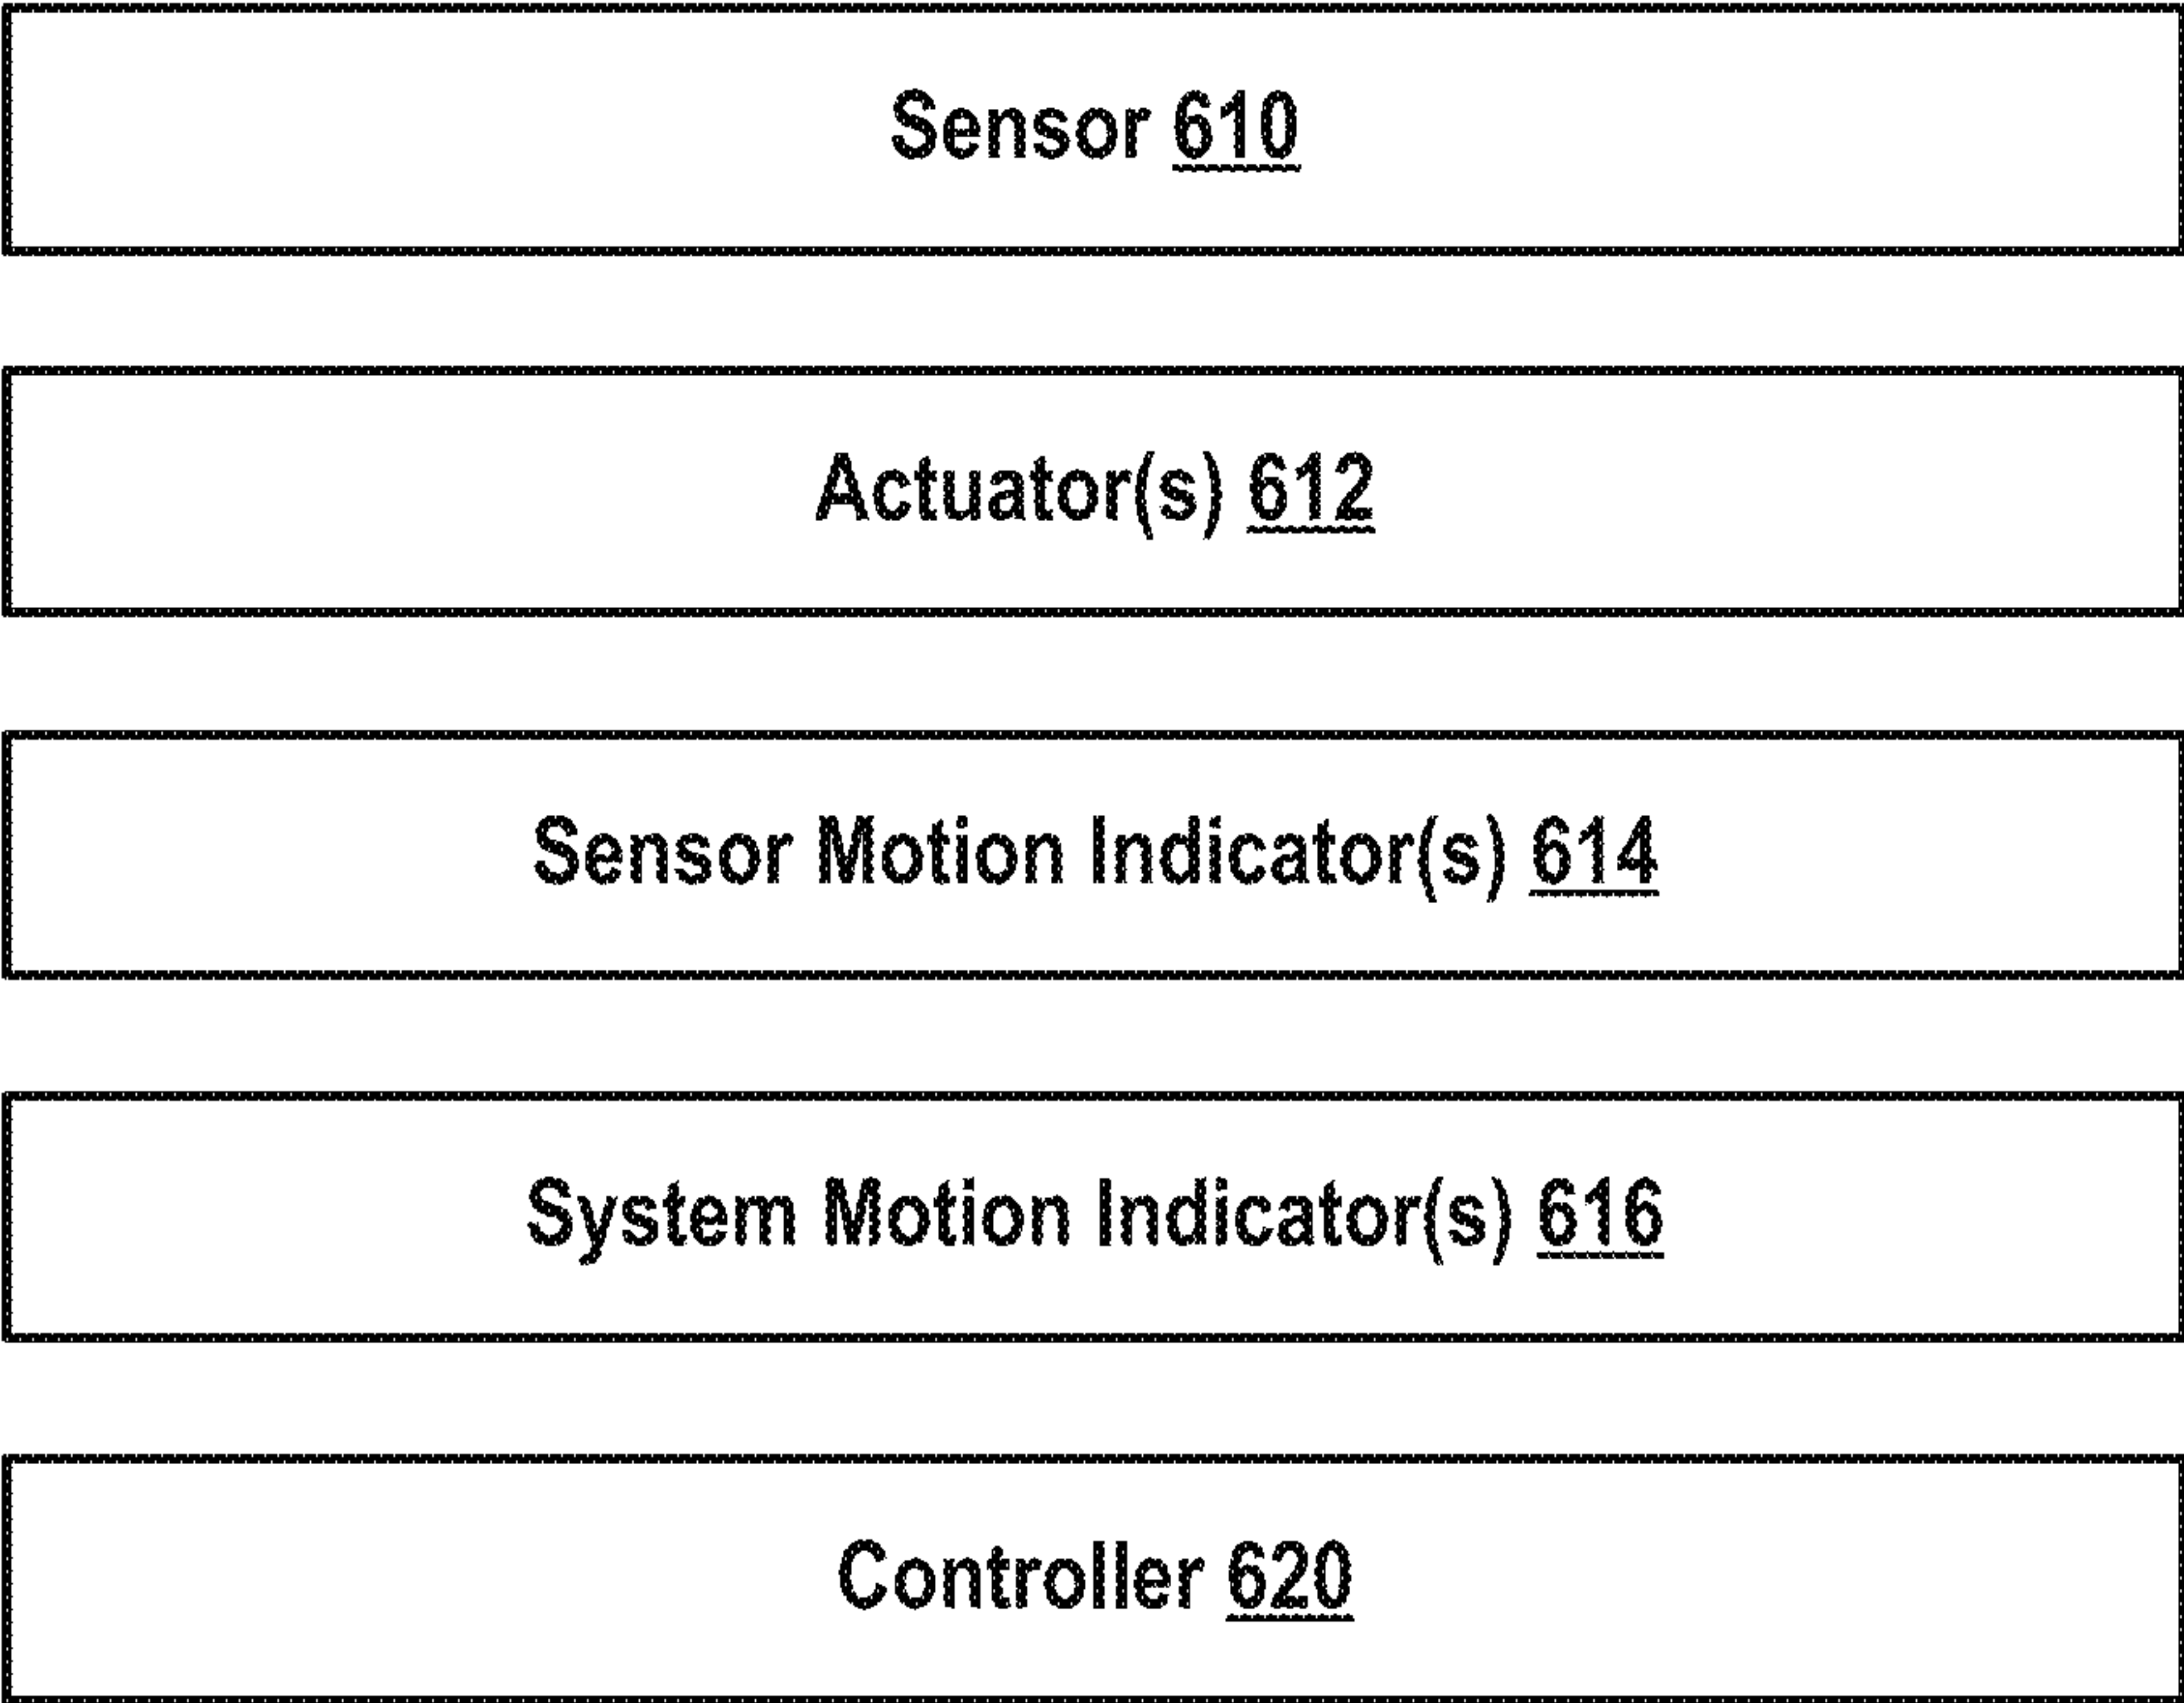 Sensor 610
Actuator(s) 612
Sensor Motion Indicator(s) 614
System Motion Indicator(s) 616
Controller 620